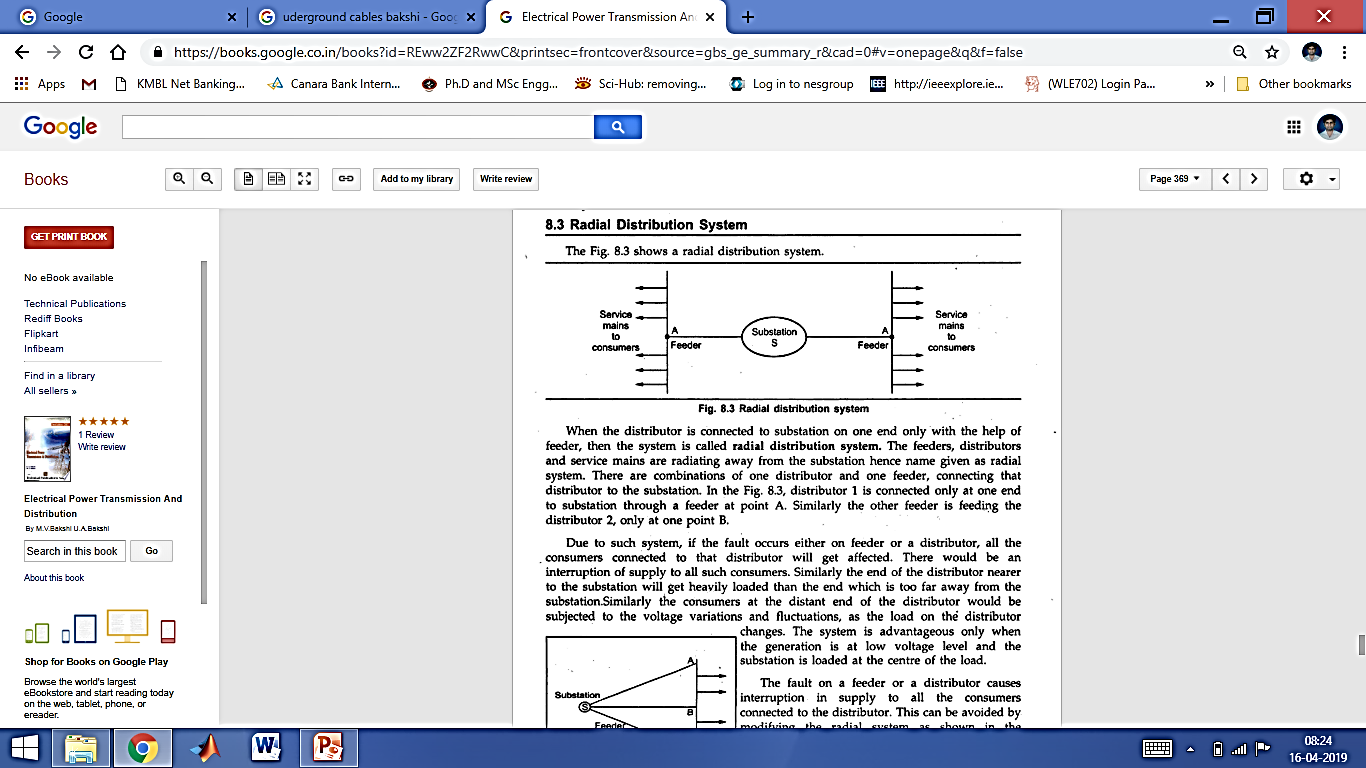 Google
uderground cables bakshi - Goog
Electrical Power Transmission An
https://books.google.co.in/books?id=REww2ZF2RwwC&printsec=frontcover&source=gbs_ge_summary_r&cad=0#v=onepage&q&f=false
Apps
KMBL Net Banking...
Canara Bank Intern...
Ph.D and MSc Engg...
Sci-Hub: removing...
Log in to nesgroup
IEEE
http://ieeexplore.ie...
(WLE702) Login Pa...
»
Other bookmarks
Google
Books
Add to my library
Write review
Page 369
GET PRINT BOOK
No eBook available
Technical Publications
Rediff Books
Flipkart
Infibeam
Find in a library
All sellers »
1 Review
Write review
Electrical Power Transmission And
Distribution
By M.V.Bakshi U.A.Bakshi
Search in this book
Go
About this book
Shop for Books on Google Play
Browse the world's largest
eBookstore and start reading today
on the web, tablet, phone, or
ereader.
8.3 Radial Distribution System
The Fig. 8.3 shows a radial distribution system.
Service
mains
to
consumers
A
Feeder
Substation
S
A
Feeder
Service
mains
to
consumers
Fig. 8.3 Radial distribution system
When the distributor is connected to substation on one end only with the help of
feeder, then the system is called radial distribution system. The feeders, distributors
and service mains are radiating away from the substation hence name given as radial
system. There are combinations of one distributor and one feeder, connecting that
distributor to the substation. In the Fig. 8.3, distributor 1 is connected only at one end
to substation through a feeder at point A. Similarly the other feeder is feeding the
distributor 2, only at one point B.
Due to such system, if the fault occurs either on feeder or a distributor, all the
consumers connected to that distributor will get affected. There would be an
interruption of supply to all such consumers. Similarly the end of the distributor nearer
to the substation will get heavily loaded than the end which is too far away from the
substation.Similarly the consumers at the distant end of the distributor would be
subjected to the voltage variations and fluctuations, as the load on the distributor
changes. The system is advantageous only when
the generation is at low voltage level and the
substation is loaded at the centre of the load.
The fault on a feeder or a distributor causes
interruption in supply to all the consumers
connected to the distributor. This can be avoided by
modifying the radial system as shown in the
A
Substation
S
B
Feeder
08:24
16-04-2019